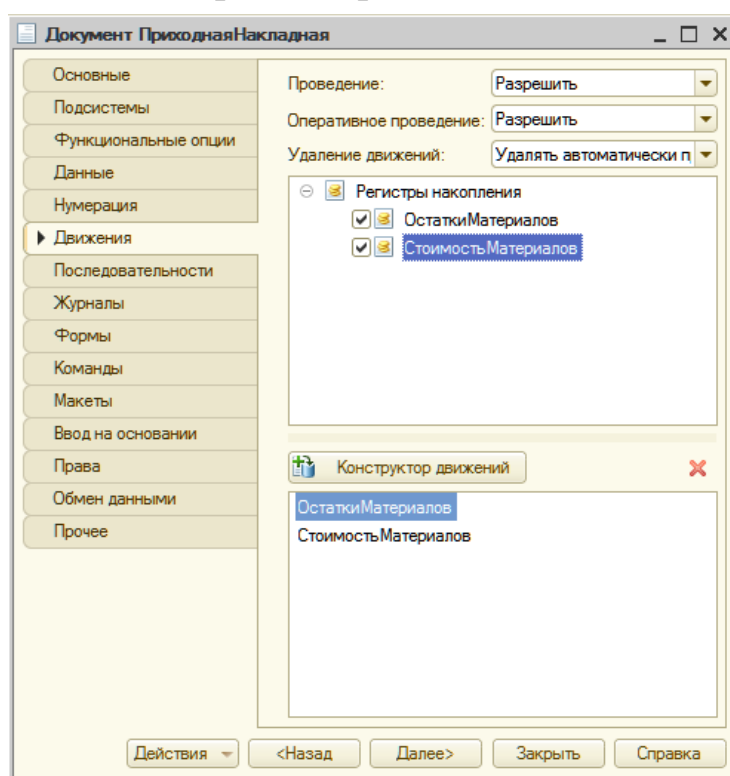 Документ ПриходнаяНакладная
Основные
Подсистемы
Функциональные опции
Данные
Нумерация
Движения
Последовательности
Журналы
Формы
Команды
Макеты
Ввод на основании
Права
Обмен данными
Прочее
Проведение: Разрешить
Оперативное проведение: Разрешить
Удаление движений: Удалять автоматически п
Регистры накопления
ОстаткиМатериалов
СтоимостьМатериалов
Конструктор движений
ОстаткиМатериалов
СтоимостьМатериалов
Действия <Назад Далее> Закрыть Справка